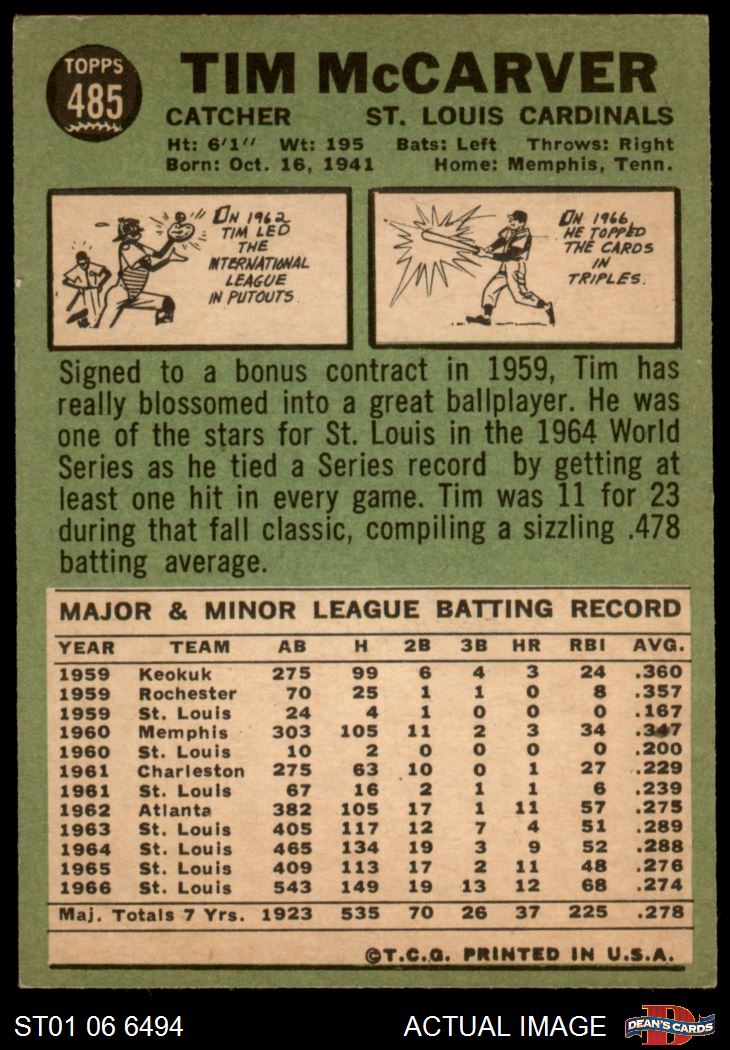 TOPPS
485
TIM McCARVER
CATCHER ST. LOUIS CARDINALS
Ht: 6'1" Wt: 195 Bats: Left Throws: Right
Born: Oct. 16, 1941 Home: Memphis, Tenn.
ON 1962
TIM LED
THE
INTERNATIONAL
LEAGUE
IN PUTOUTS.
ON 1966
HE TOPPED
THE CARDS
IN
TRIPLES.
Signed to a bonus contract in 1959, Tim has
really blossomed into a great ballplayer. He was
one of the stars for St. Louis in the 1964 World
Series as he tied a Series record by getting at
least one hit in every game. Tim was 11 for 23
during that fall classic, compiling a sizzling .478
batting average.
MAJOR & MINOR LEAGUE BATTING RECORD
YEAR TEAM AB H 2B 3B HR RBI AVG.
1959 Keokuk 275 99 6 4 3 24 .360
1959 Rochester 70 25 1 1 0 8 .357
1959 St. Louis 24 4 1 0 0 0 .167
1960 Memphis 303 105 11 2 3 34 .347
1960 St. Louis 10 2 0 0 0 0 .200
1961 Charleston 275 63 10 0 1 27 .229
1961 St. Louis 67 16 2 1 1 6 .239
1962 Atlanta 382 105 17 1 11 57 .275
1963 St. Louis 405 117 12 7 4 51 .289
1964 St. Louis 465 134 19 3 9 52 .288
1965 St. Louis 409 113 17 2 11 48 .276
1966 St. Louis 543 149 19 13 12 68 .274
Maj. Totals 7 Yrs. 1923 535 70 26 37 225 .278
©T.C.G. PRINTED IN U.S.A.
ST01 06 6494 ACTUAL IMAGE
D
DEAN'S CARDS